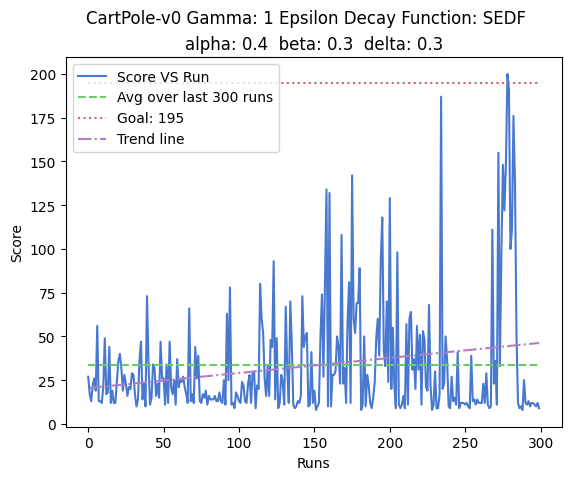 CartPole-v0 Gamma: 1 Epsilon Decay Function: SEDF
alpha: 0.4 beta: 0.3 delta: 0.3
Score VS Run
Avg over last 300 runs
Goal: 195
Trend line
Score
200
175
150
125
100
75
50
25
0
0
50
100
150
200
250
300
Runs